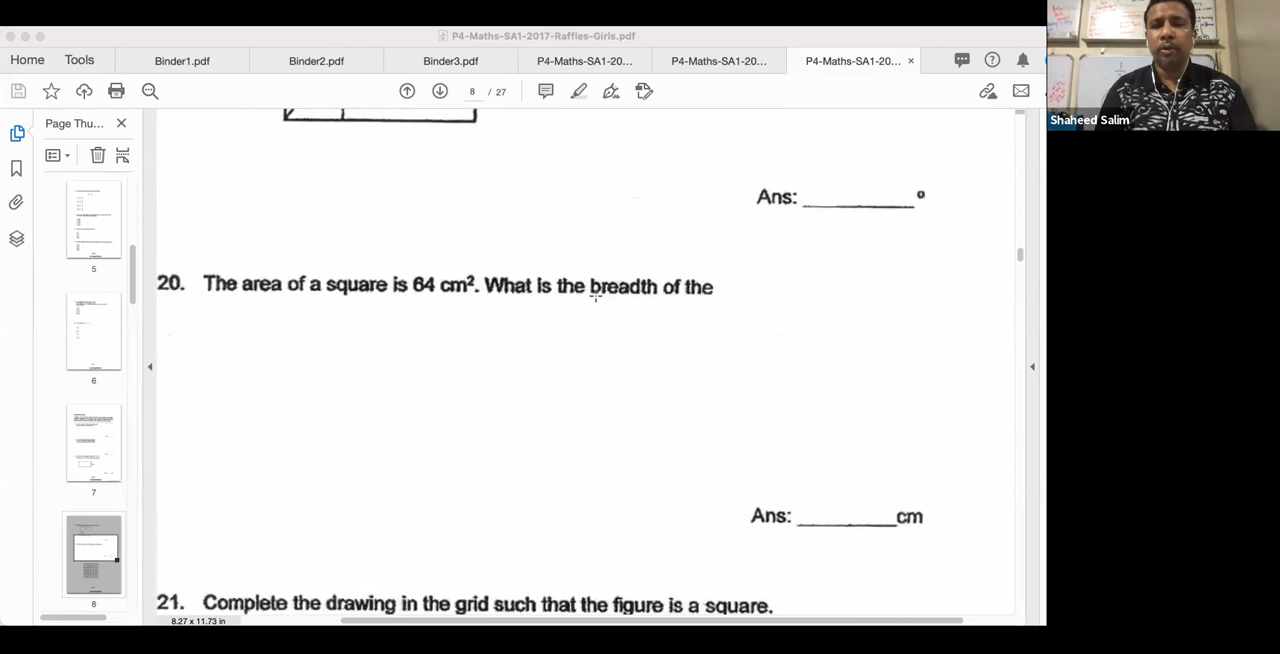 P4-Maths-SA1-2017-Raffles-Girls.pdf
Home Tools Binder1.pdf Binder2.pdf Binder3.pdf P4-Maths-SA1-20... P4-Maths-SA1-20... P4-Maths-SA1-20... ×
8 / 27
Page Thu...
Shaheed Salim
Ans: ________°
20. The area of a square is 64 cm². What is the breadth of the
Ans: ________cm
21. Complete the drawing in the grid such that the figure is a square.
5
6
7
8
8.27 x 11.73 in